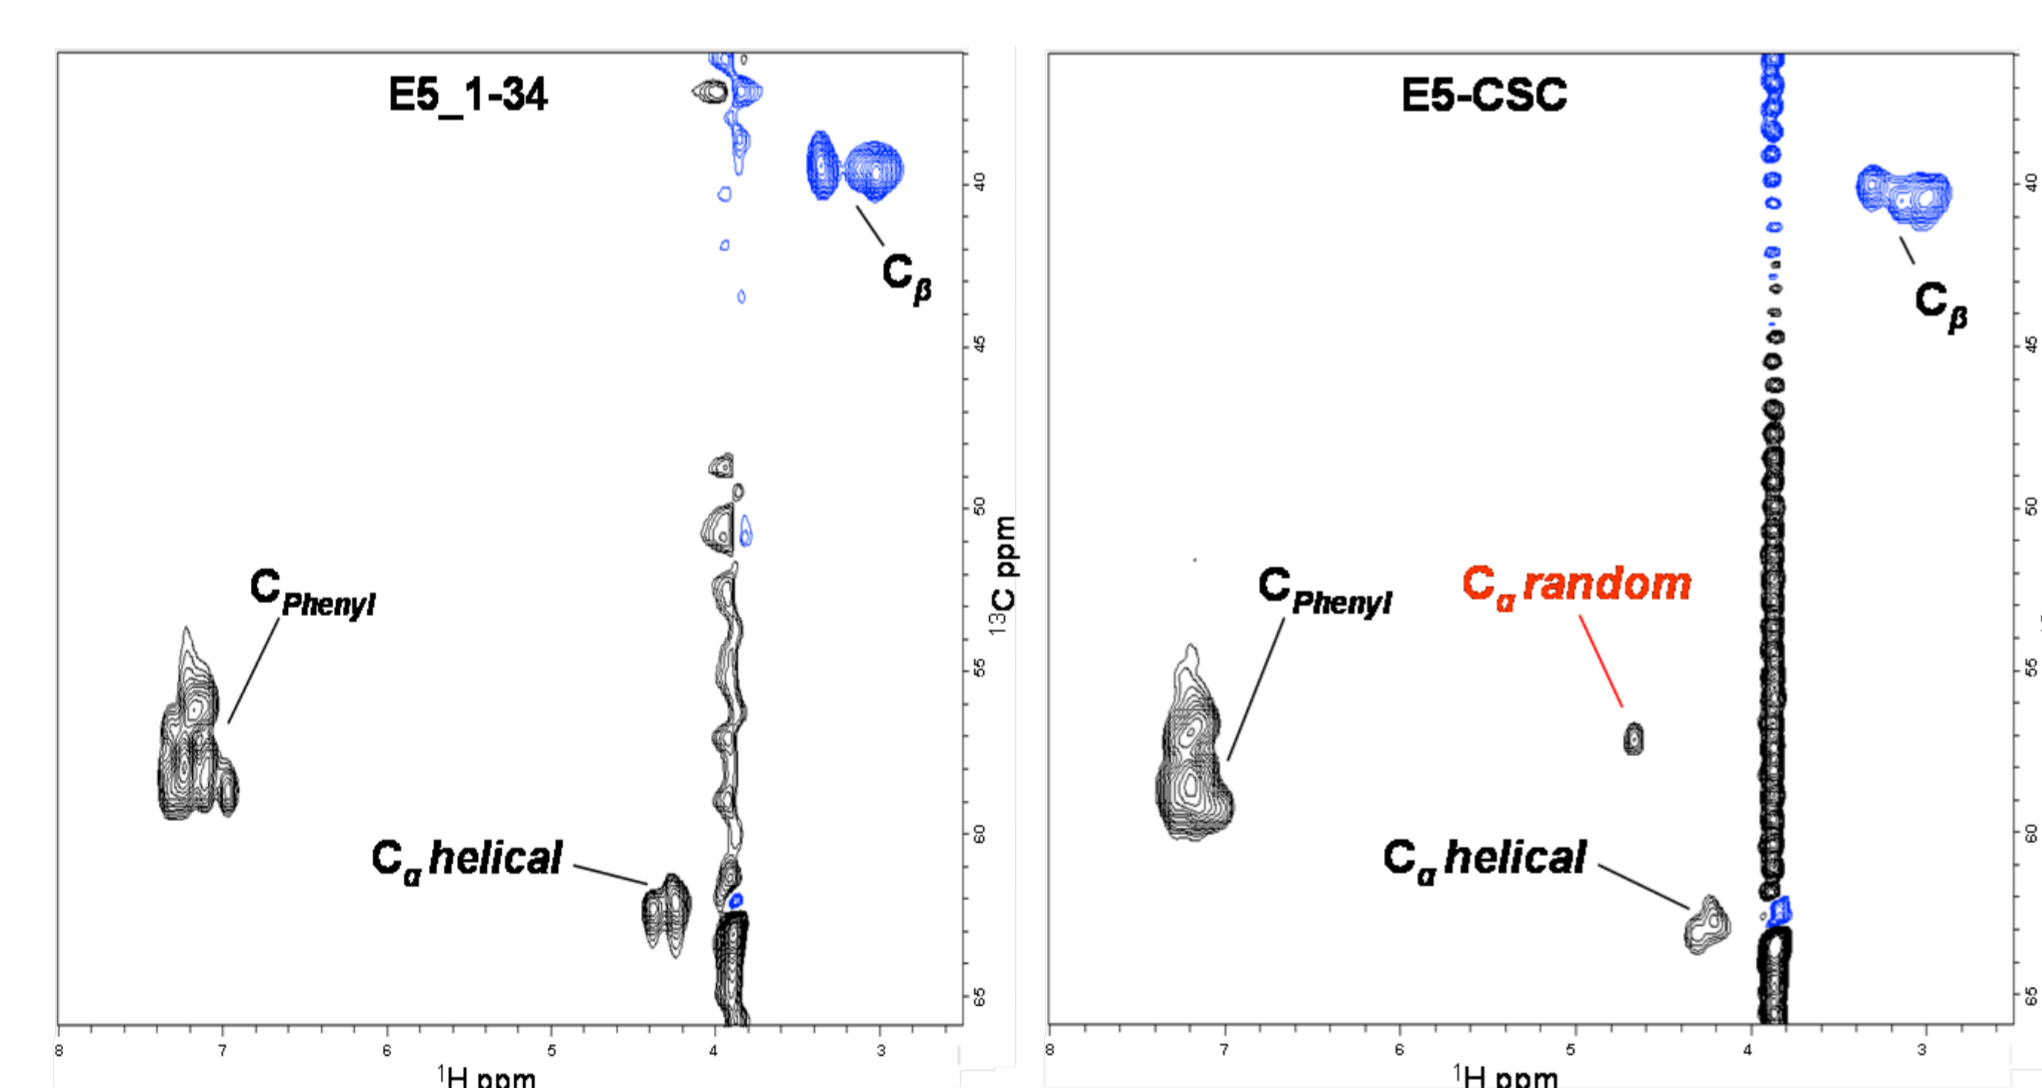 E5_1-34
Cβ
CPhenyl
Cα helical
40
45
50
55
60
65
8 7 6 5 4 3
¹H ppm
¹³C ppm
E5-CSC
Cβ
CPhenyl
Cα random
Cα helical
40
45
50
55
60
65
8 7 6 5 4 3
¹H ppm